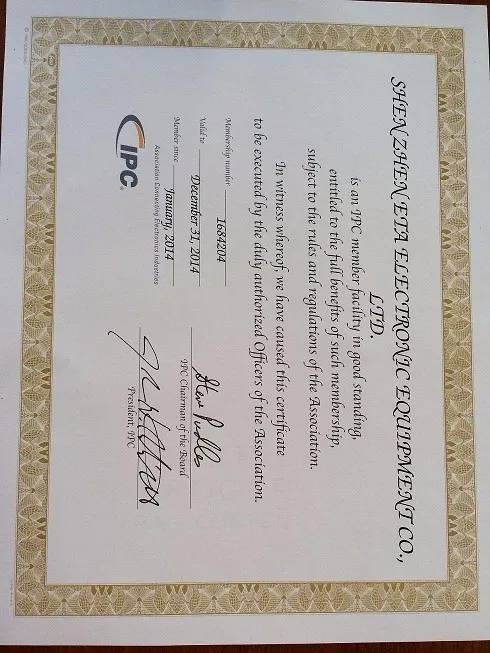 SHENZHEN ETA ELECTRONIC EQUIPMENT CO.,
LTD.
is an IPC member facility in good standing,
entitled to the full benefits of such membership,
subject to the rules and regulations of the Association.
In witness whereof, we have caused this certificate
to be executed by the duly authorized Officers of the Association.
Membership number 1684204
Valid to December 31, 2014
Member since January, 2014
IPC Chairman of the Board
President, IPC
IPC®
Association Connecting Electronics Industries